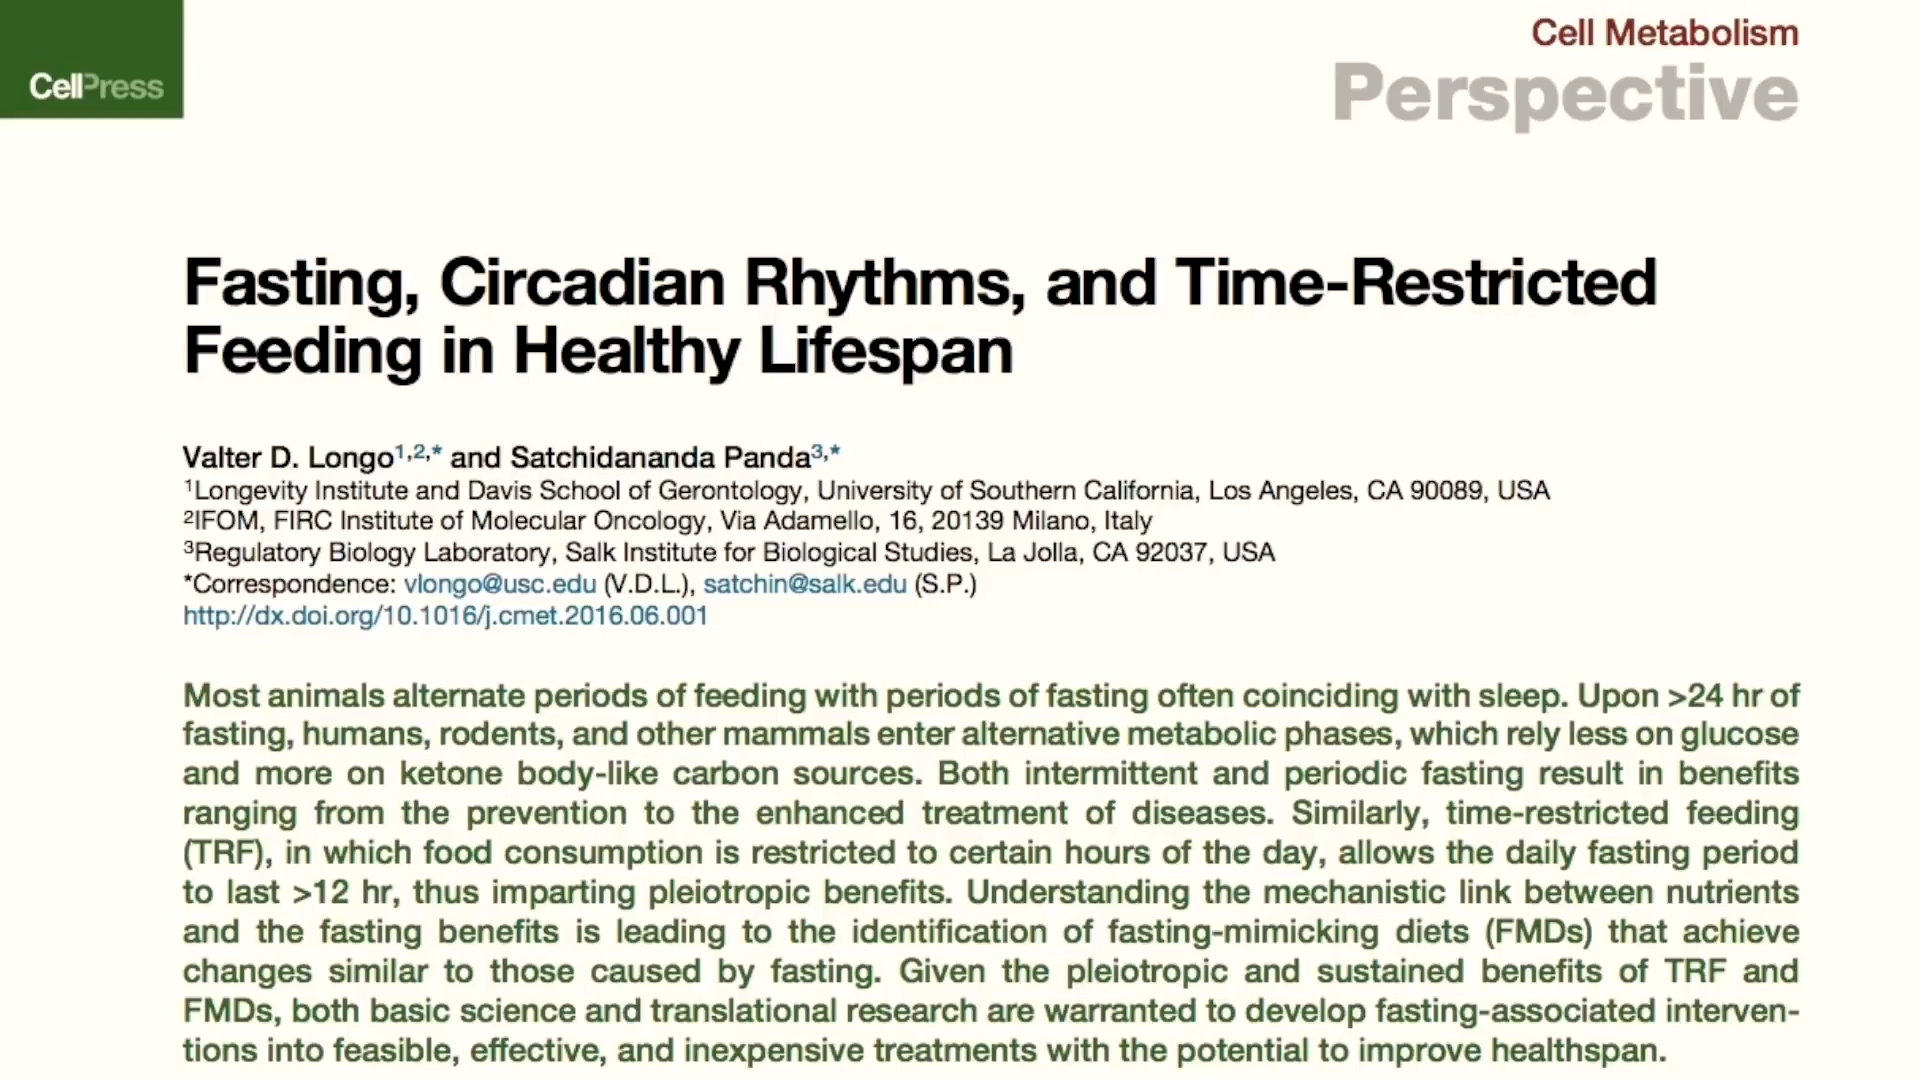 CellPress
Cell Metabolism
Perspective
Fasting, Circadian Rhythms, and Time-Restricted
Feeding in Healthy Lifespan
Valter D. Longo1,2,* and Satchidananda Panda3,*
1Longevity Institute and Davis School of Gerontology, University of Southern California, Los Angeles, CA 90089, USA
2IFOM, FIRC Institute of Molecular Oncology, Via Adamello, 16, 20139 Milano, Italy
3Regulatory Biology Laboratory, Salk Institute for Biological Studies, La Jolla, CA 92037, USA
*Correspondence: vlongo@usc.edu (V.D.L.), satchin@salk.edu (S.P.)
http://dx.doi.org/10.1016/j.cmet.2016.06.001
Most animals alternate periods of feeding with periods of fasting often coinciding with sleep. Upon >24 hr of
fasting, humans, rodents, and other mammals enter alternative metabolic phases, which rely less on glucose
and more on ketone body-like carbon sources. Both intermittent and periodic fasting result in benefits
ranging from the prevention to the enhanced treatment of diseases. Similarly, time-restricted feeding
(TRF), in which food consumption is restricted to certain hours of the day, allows the daily fasting period
to last >12 hr, thus imparting pleiotropic benefits. Understanding the mechanistic link between nutrients
and the fasting benefits is leading to the identification of fasting-mimicking diets (FMDs) that achieve
changes similar to those caused by fasting. Given the pleiotropic and sustained benefits of TRF and
FMDs, both basic science and translational research are warranted to develop fasting-associated interven-
tions into feasible, effective, and inexpensive treatments with the potential to improve healthspan.